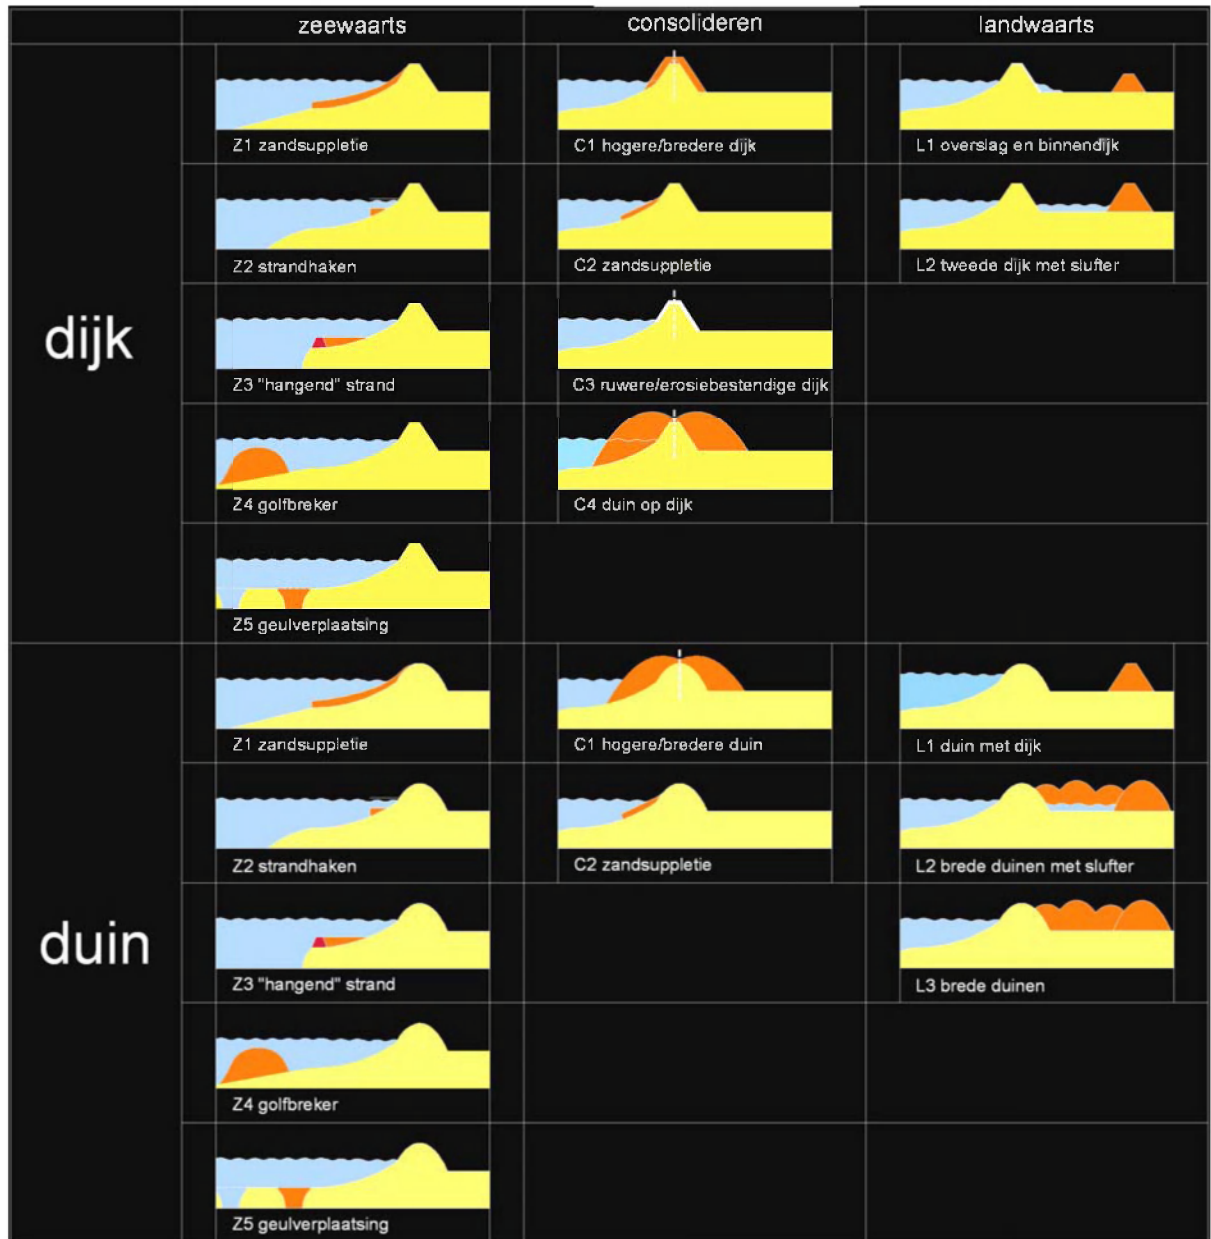 zeewaarts consolideren landwaarts
dijk
Z1 zandsuppletie C1 hogere/bredere dijk L1 overslag en binnendijk
Z2 strandhaken C2 zandsuppletie L2 tweede dijk met slufter
Z3 "hangend" strand C3 ruwere/erosiebestendige dijk
Z4 golfbreker C4 duin op dijk
Z5 geulverplaatsing
duin
Z1 zandsuppletie C1 hogere/bredere duin L1 duin met dijk
Z2 strandhaken C2 zandsuppletie L2 brede duinen met slufter
Z3 "hangend" strand L3 brede duinen
Z4 golfbreker
Z5 geulverplaatsing